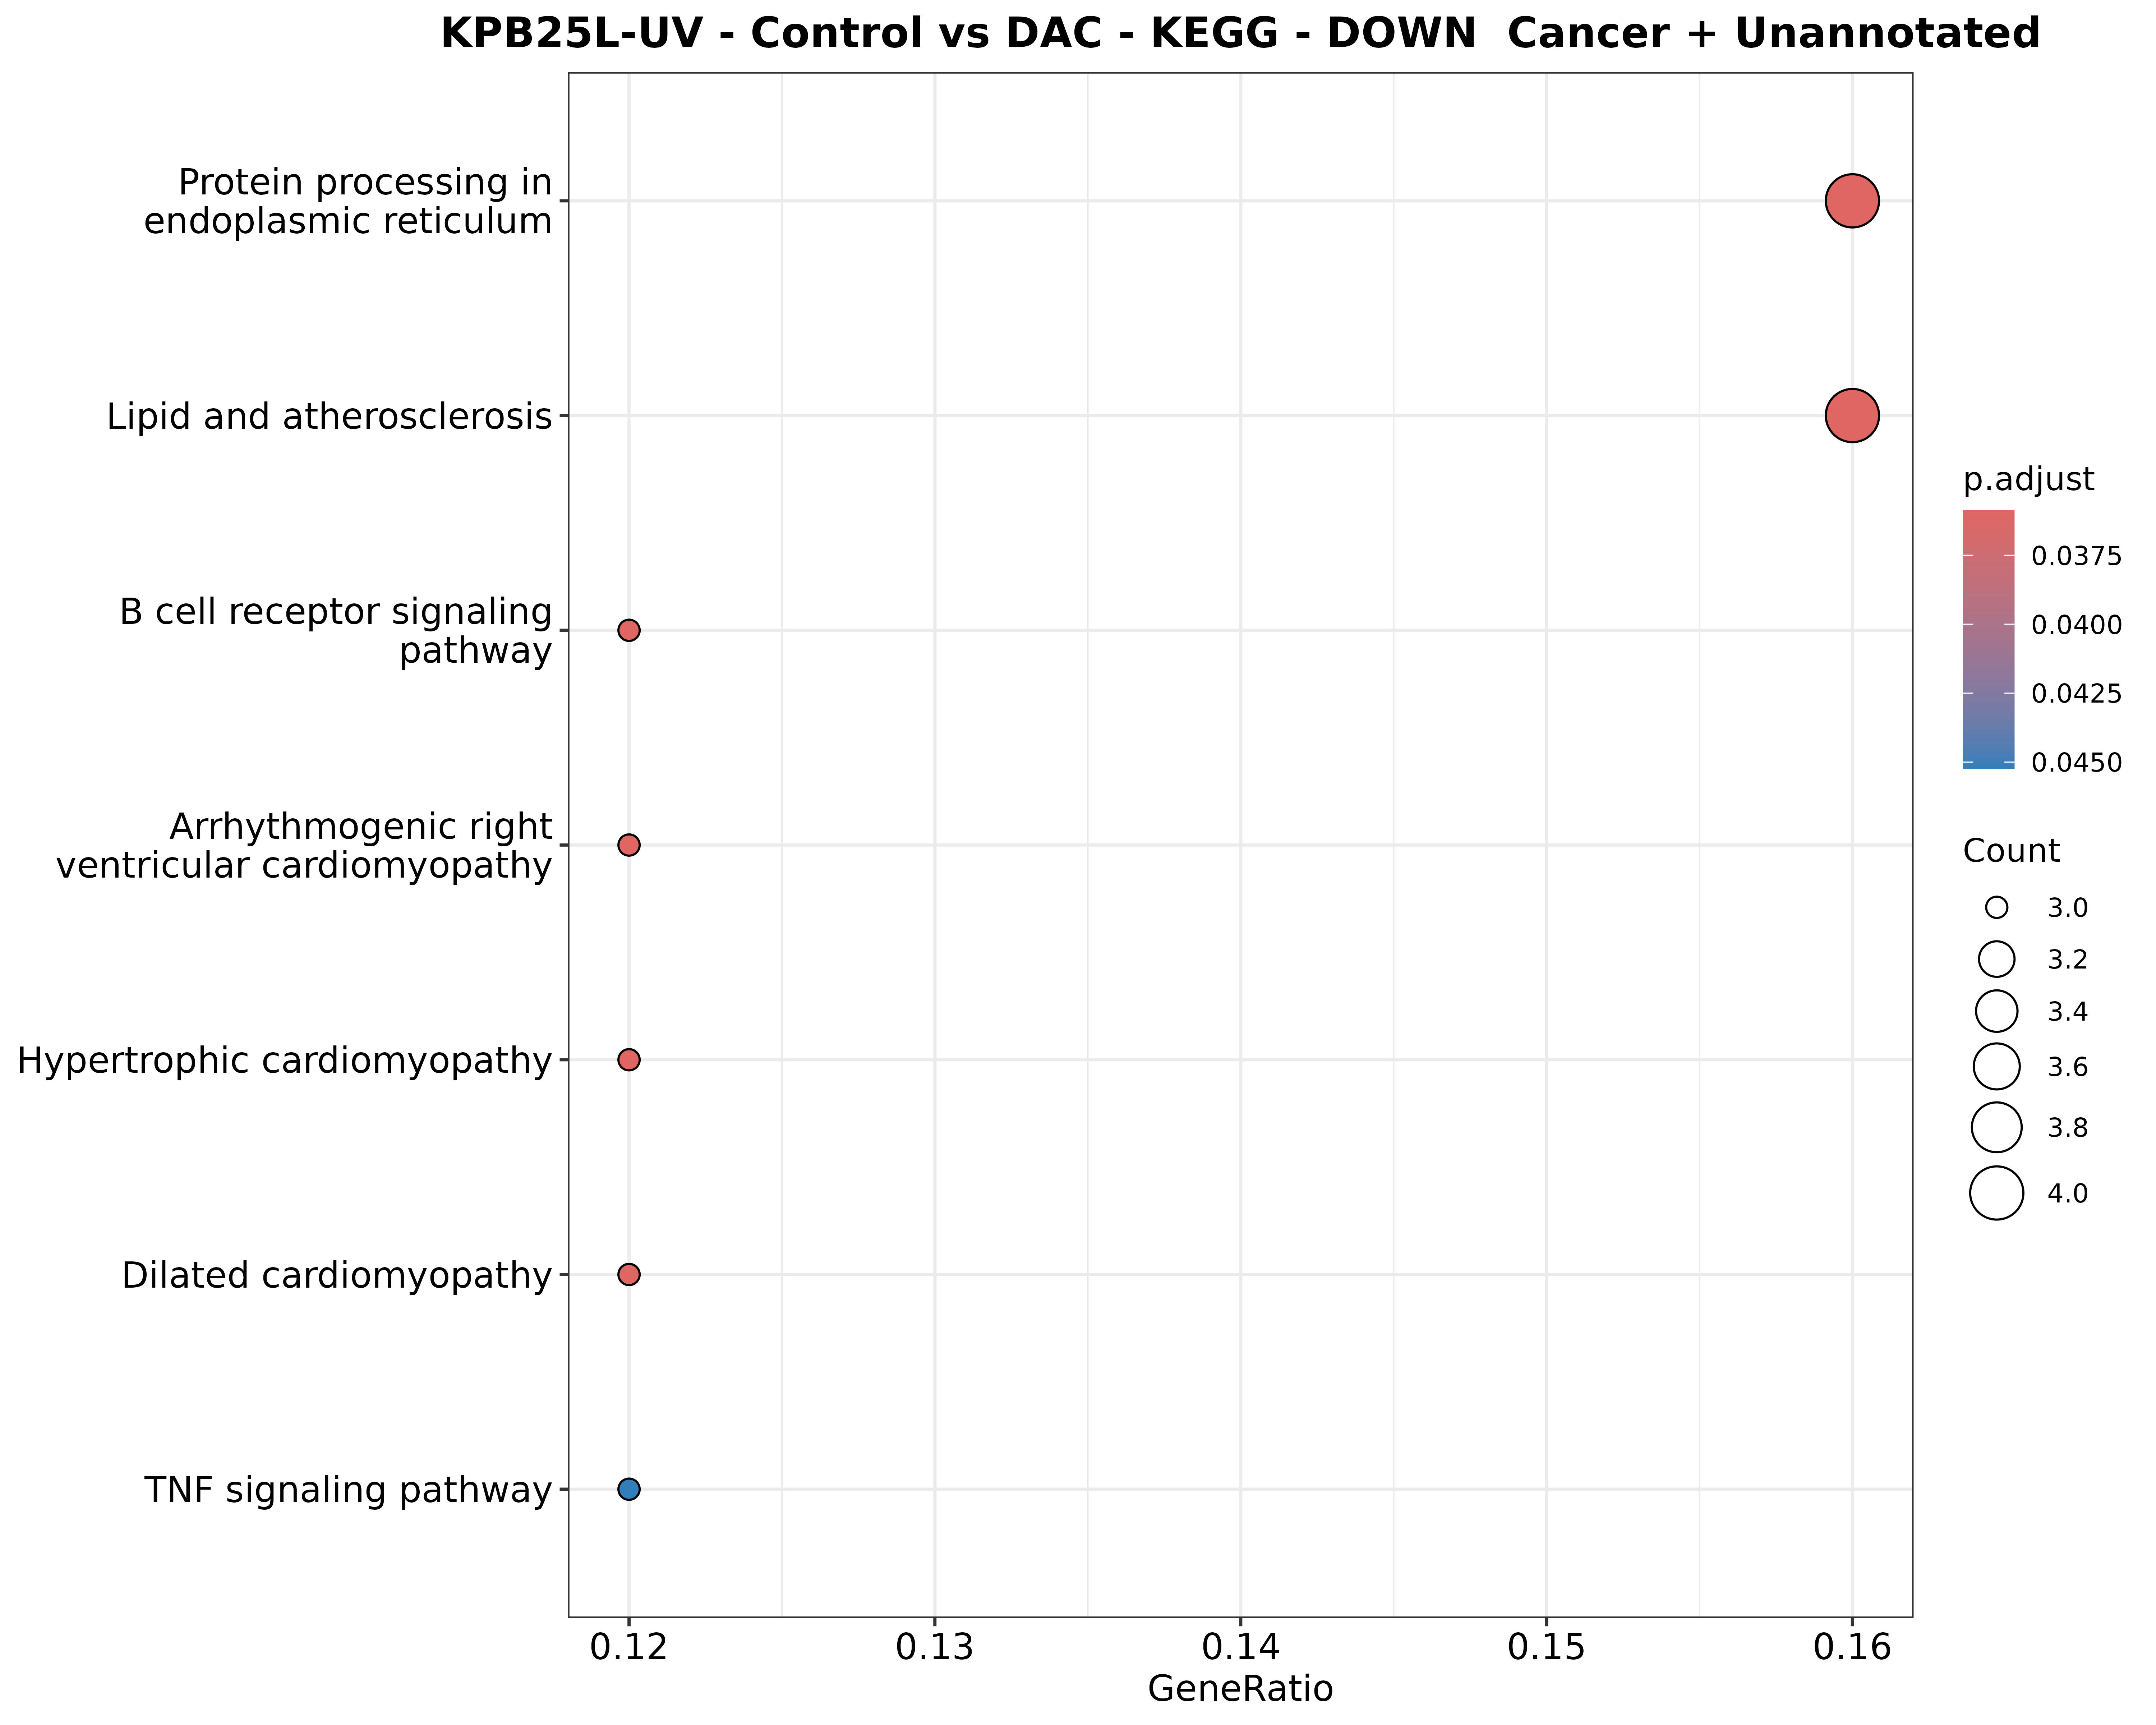 KPB25L-UV - Control vs DAC - KEGG - DOWN  Cancer + Unannotated
Protein processing in
endoplasmic reticulum
Lipid and atherosclerosis
B cell receptor signaling
pathway
Arrhythmogenic right
ventricular cardiomyopathy
Hypertrophic cardiomyopathy
Dilated cardiomyopathy
TNF signaling pathway
0.12
0.13
0.14
0.15
0.16
GeneRatio
p.adjust
0.0375
0.0400
0.0425
0.0450
Count
3.0
3.2
3.4
3.6
3.8
4.0